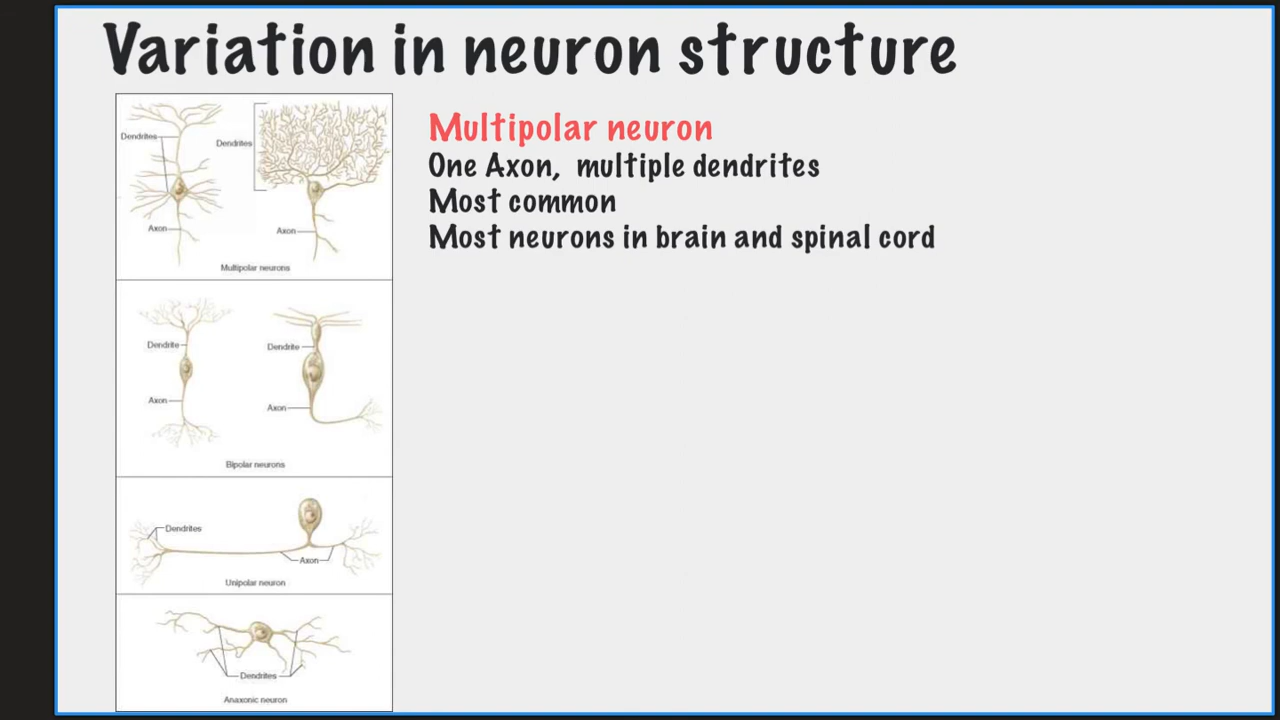 Variation in neuron structure
Multipolar neuron
One Axon, multiple dendrites
Most common
Most neurons in brain and spinal cord
Dendrites
Dendrites
Axon
Axon
Multipolar neurons
Dendrite
Dendrite
Axon
Axon
Bipolar neurons
Dendrites
Axon
Unipolar neuron
Dendrites
Anaxonic neuron